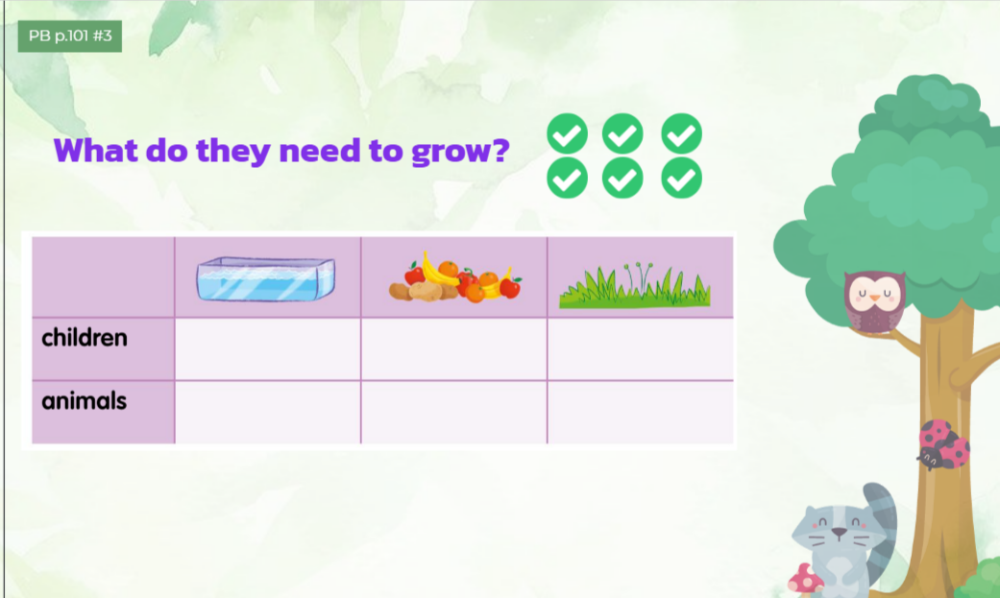 PB p.101 #3
What do they need to grow?
children
animals